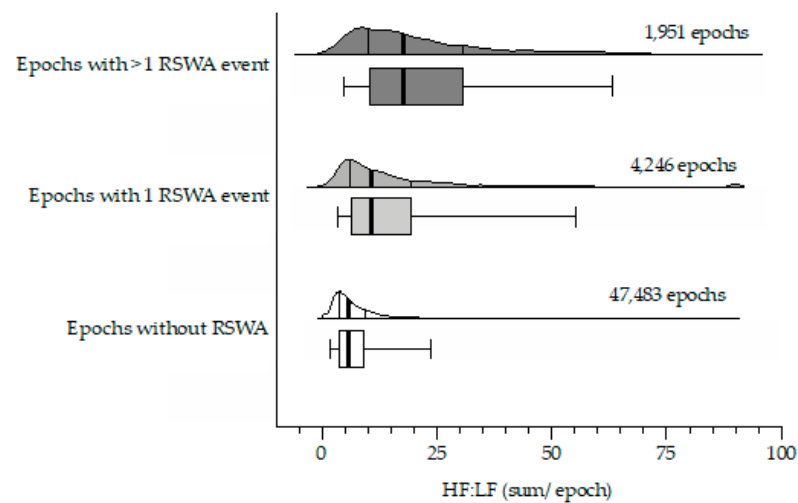 1,951 epochs
Epochs with >1 RSWA event
4,246 epochs
Epochs with 1 RSWA event
47,483 epochs
Epochs without RSWA
0 25 50 75 100
HF:LF (sum/epoch)